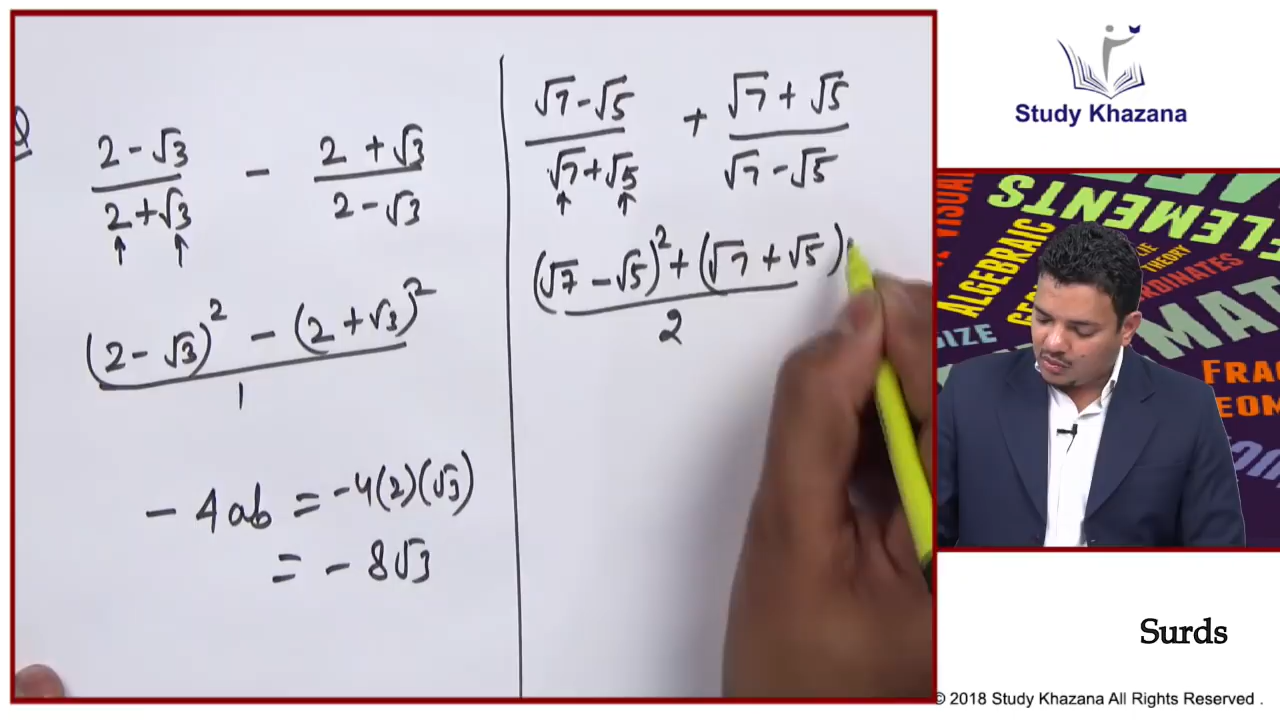 Q
2 - √3 / 2 + √3 - 2 + √3 / 2 - √3
(2 - √3)² - (2 + √3)² / 1
- 4ab = -4(2)(√3)
= - 8√3
√7 - √5 / √7 + √5 + √7 + √5 / √7 - √5
(√7 - √5)² + (√7 + √5) / 2
Study Khazana
VISUAL
ELEMENTS
ALGEBRAIC
THEORY
SIZE
MAT
FRAC
EOM
Surds
© 2018 Study Khazana All Rights Reserved .